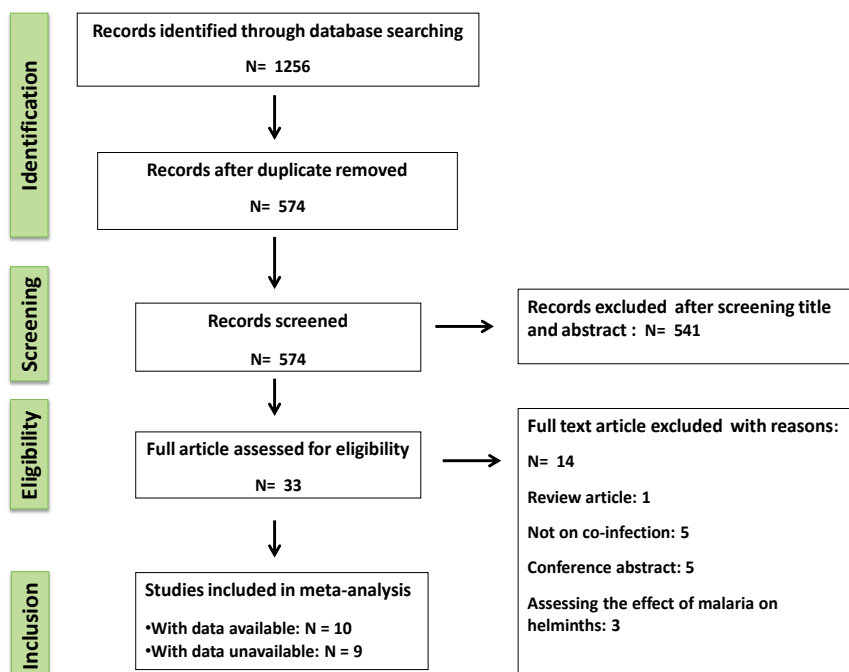 Identification
Records identified through database searching
N= 1256
Records after duplicate removed
N= 574
Screening
Records screened
N= 574
Records excluded after screening title
and abstract : N= 541
Eligibility
Full article assessed for eligibility
N= 33
Full text article excluded with reasons:
N= 14
Review article: 1
Not on co-infection: 5
Conference abstract: 5
Assessing the effect of malaria on
helminths: 3
Inclusion
Studies included in meta-analysis
•With data available: N = 10
•With data unavailable: N = 9